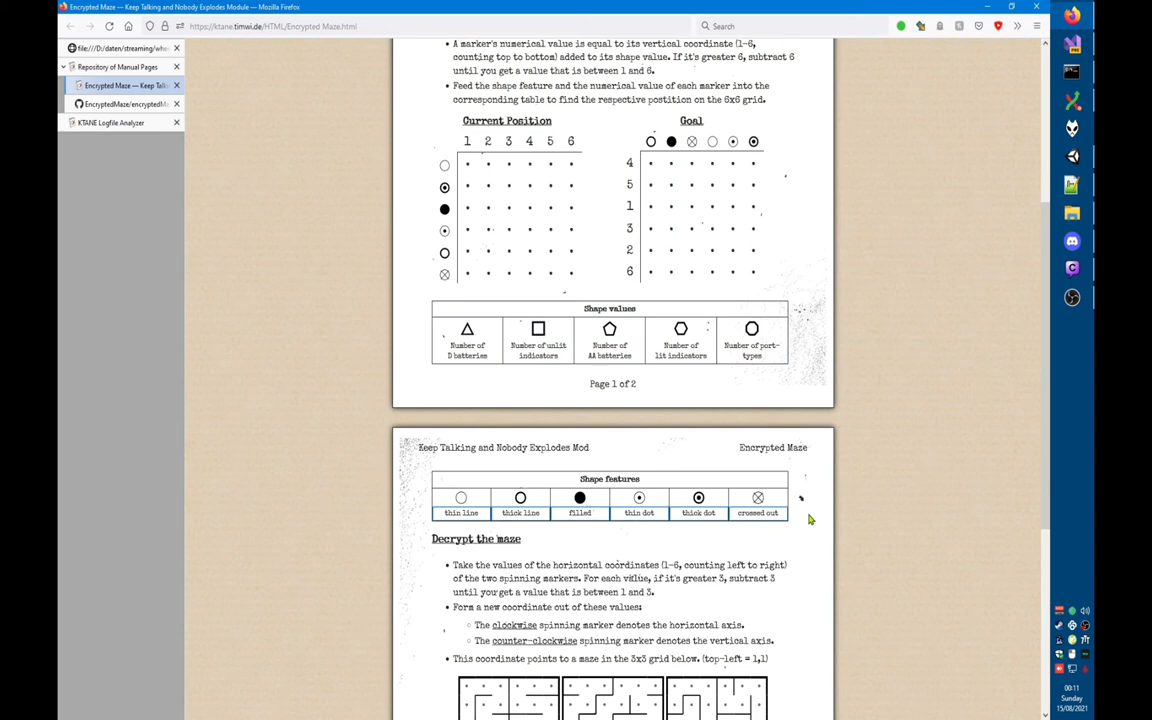 Encrypted Maze — Keep Talking and Nobody Explodes Module — Mozilla Firefox
https://ktane.timwi.de/HTML/Encrypted Maze.html
Search
file:///D:/daten/streaming/whe
Repository of Manual Pages
Encrypted Maze — Keep Talk
EncryptedMaze/encryptedM
KTANE Logfile Analyzer
A marker's numerical value is equal to its vertical coordinate (1-6,
counting top to bottom) added to its shape value. If it's greater 6, subtract 6
until you get a value that is between 1 and 6.
Feed the shape feature and the numerical value of each marker into the
corresponding table to find the respective postition on the 6x6 grid.
Current Position
Goal
1 2 3 4 5 6
4
5
1
3
2
6
Shape values
Number of D batteries
Number of unlit indicators
Number of AA batteries
Number of lit indicators
Number of port-types
Page 1 of 2
Keep Talking and Nobody Explodes Mod
Encrypted Maze
Shape features
thin line thick line filled thin dot thick dot crossed out
Decrypt the maze
Take the values of the horizontal coordinates (1-6, counting left to right)
of the two spinning markers. For each value, if it's greater 3, subtract 3
until you get a value that is between 1 and 3.
Form a new coordinate out of these values:
The clockwise spinning marker denotes the horizontal axis.
The counter-clockwise spinning marker denotes the vertical axis.
This coordinate points to a maze in the 3x3 grid below. (top-left = 1,1)
00:11
Sunday
15/08/2021